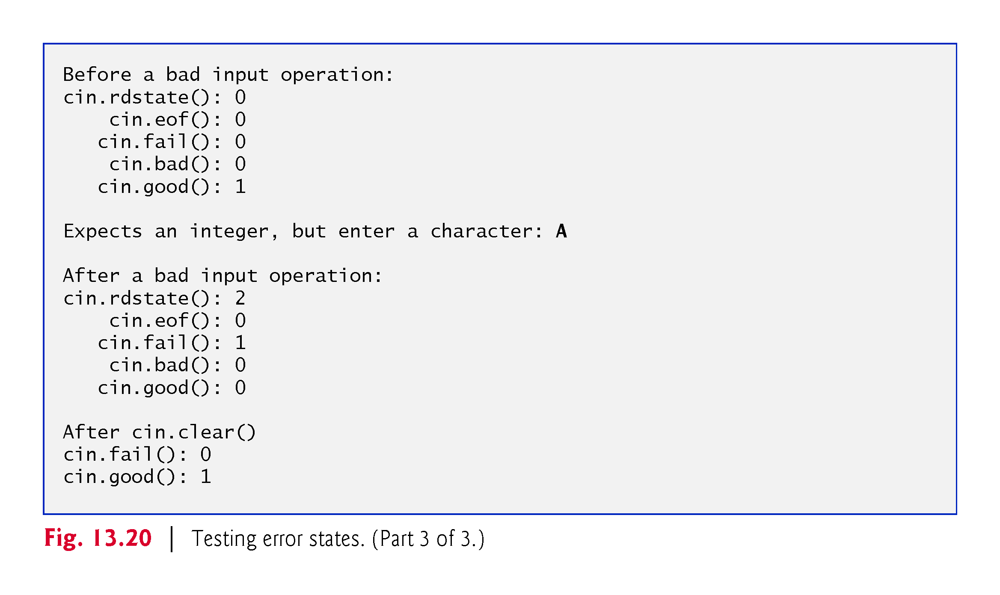 Before a bad input operation:
cin.rdstate(): 0
    cin.eof(): 0
   cin.fail(): 0
    cin.bad(): 0
   cin.good(): 1

Expects an integer, but enter a character: A

After a bad input operation:
cin.rdstate(): 2
    cin.eof(): 0
   cin.fail(): 1
    cin.bad(): 0
   cin.good(): 0

After cin.clear()
cin.fail(): 0
cin.good(): 1
Fig. 13.20 | Testing error states. (Part 3 of 3.)